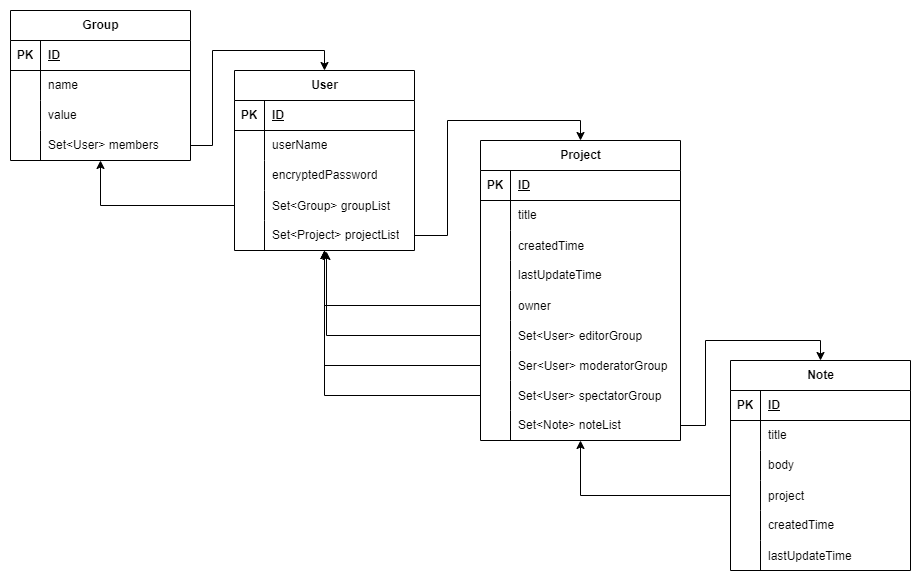 Group
PK ID
name
value
Set<User> members
User
PK ID
userName
encryptedPassword
Set<Group> groupList
Set<Project> projectList
Project
PK ID
title
createdTime
lastUpdateTime
owner
Set<User> editorGroup
Ser<User> moderatorGroup
Set<User> spectatorGroup
Set<Note> noteList
Note
PK ID
title
body
project
createdTime
lastUpdateTime